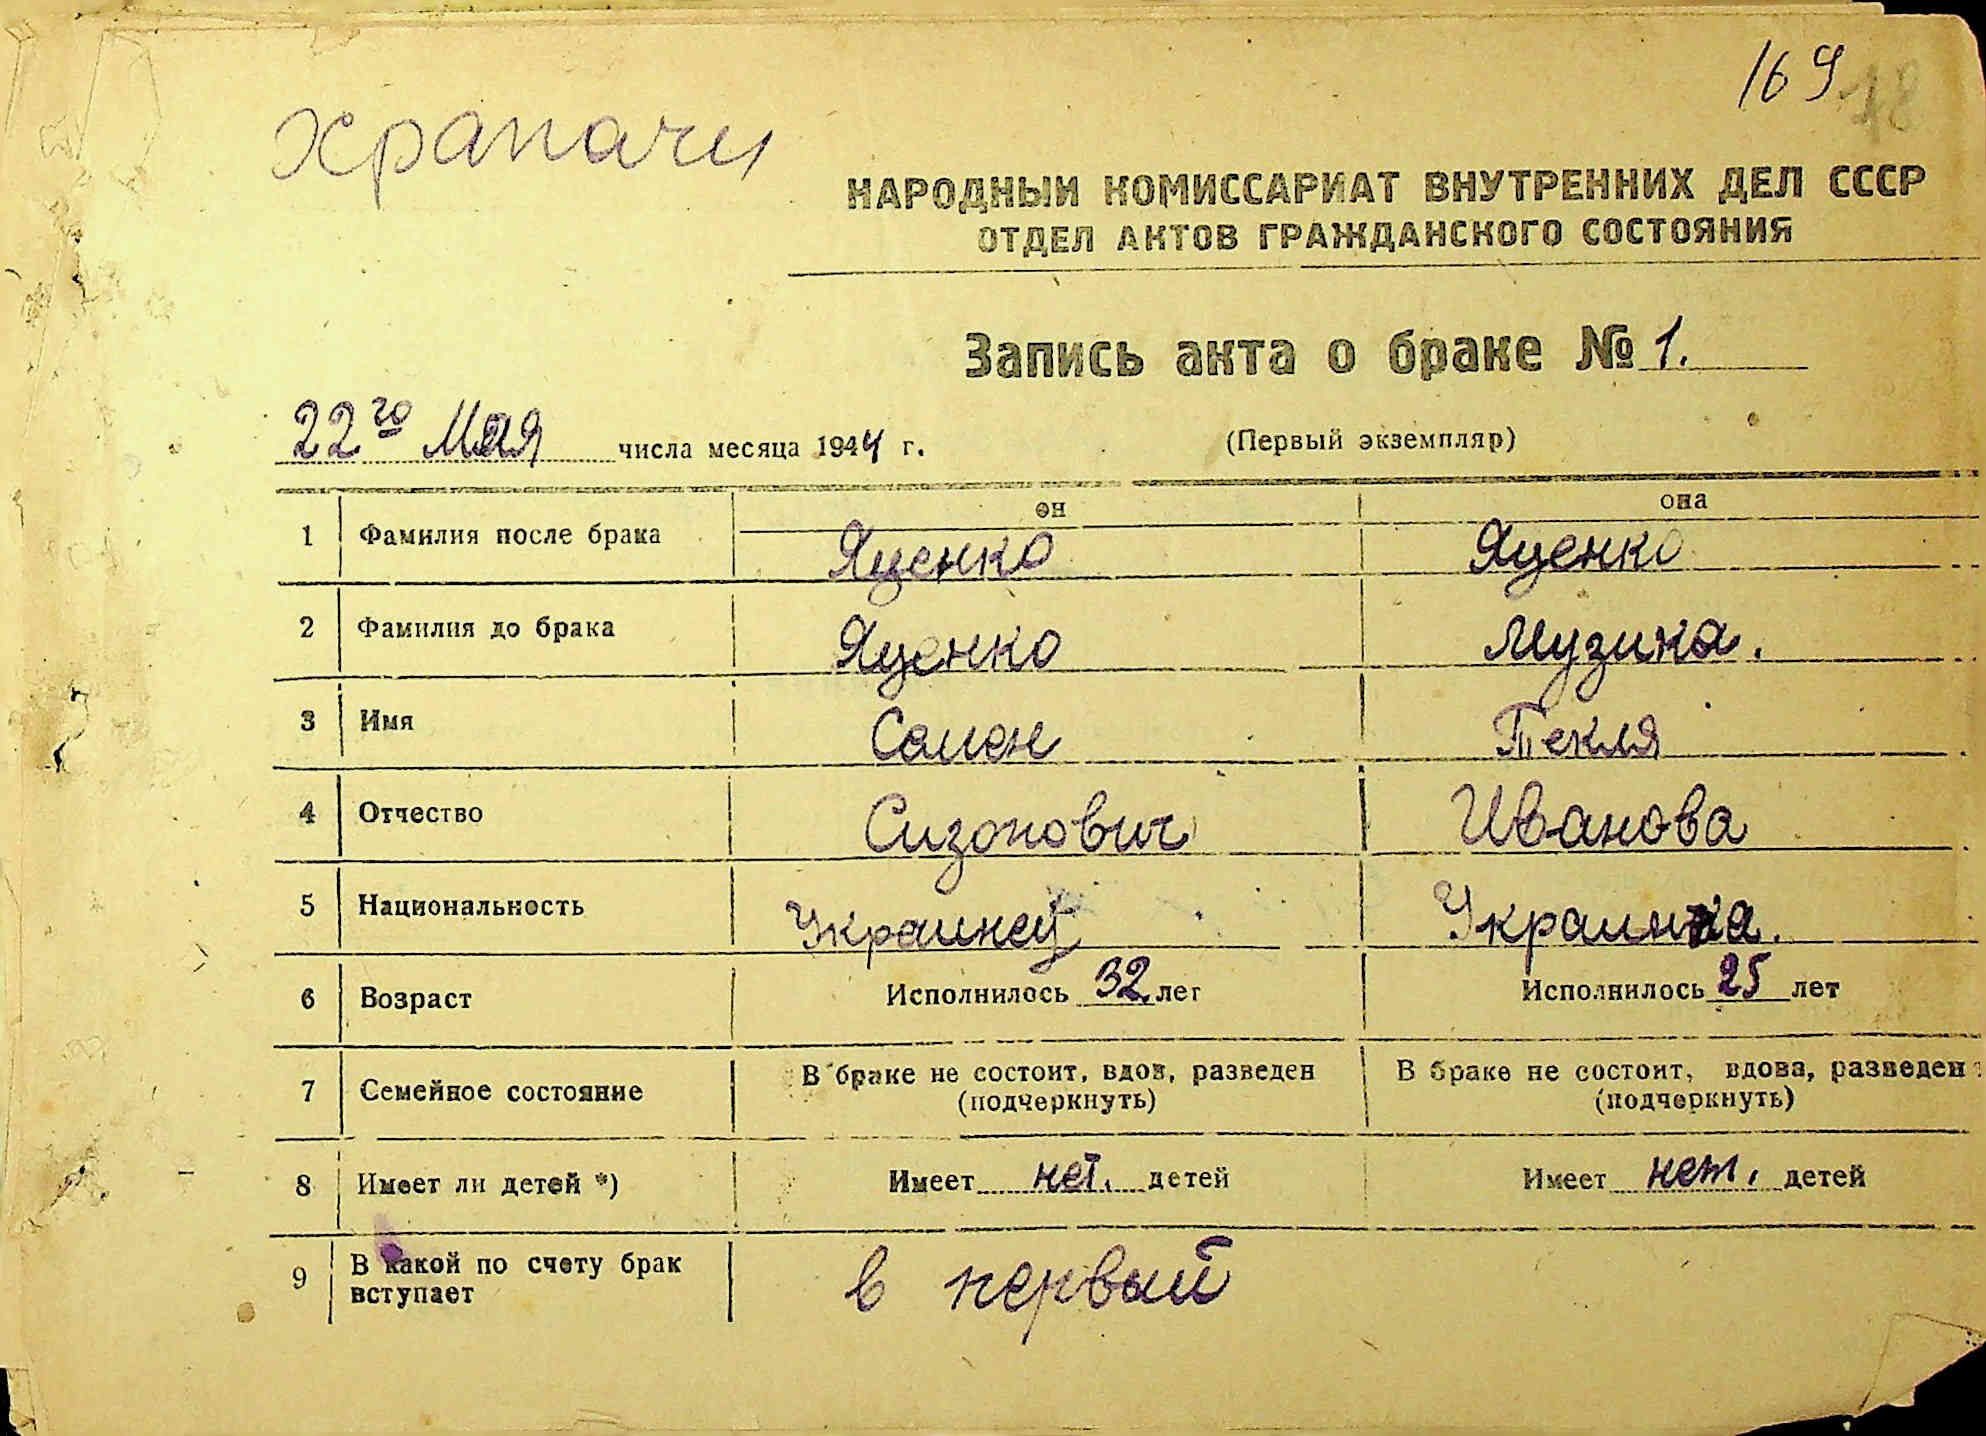 169 18
Храпачи
НАРОДНЫЙ КОМИССАРИАТ ВНУТРЕННИХ ДЕЛ СССР
ОТДЕЛ АКТОВ ГРАЖДАНСКОГО СОСТОЯНИЯ
Запись акта о браке № 1.
22го Мая числа месяца 1944 г. (Первый экземпляр)
он она
1 Фамилия после брака Яценко Яценко
2 Фамилия до брака Яценко Музика.
3 Имя Семен Текля
4 Отчество Сизонович Иванова
5 Национальность Украинец Украинка.
6 Возраст Исполнилось 32 лет Исполнилось 25 лет
7 Семейное состояние В браке не состоит, вдов, разведен (подчеркнуть) В браке не состоит, вдова, разведен (подчеркнуть)
8 Имеет ли детей *) Имеет нет. детей Имеет нет. детей
9 В какой по счету брак вступает в первый